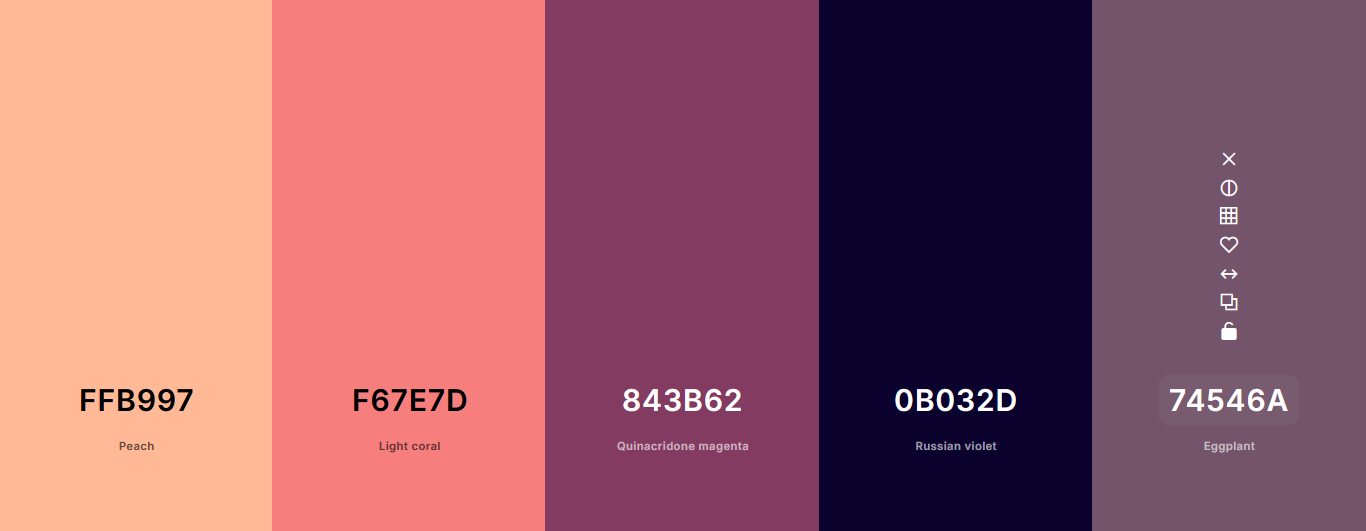 FFB997
Peach
F67E7D
Light coral
843B62
Quinacridone magenta
0B032D
Russian violet
74546A
Eggplant